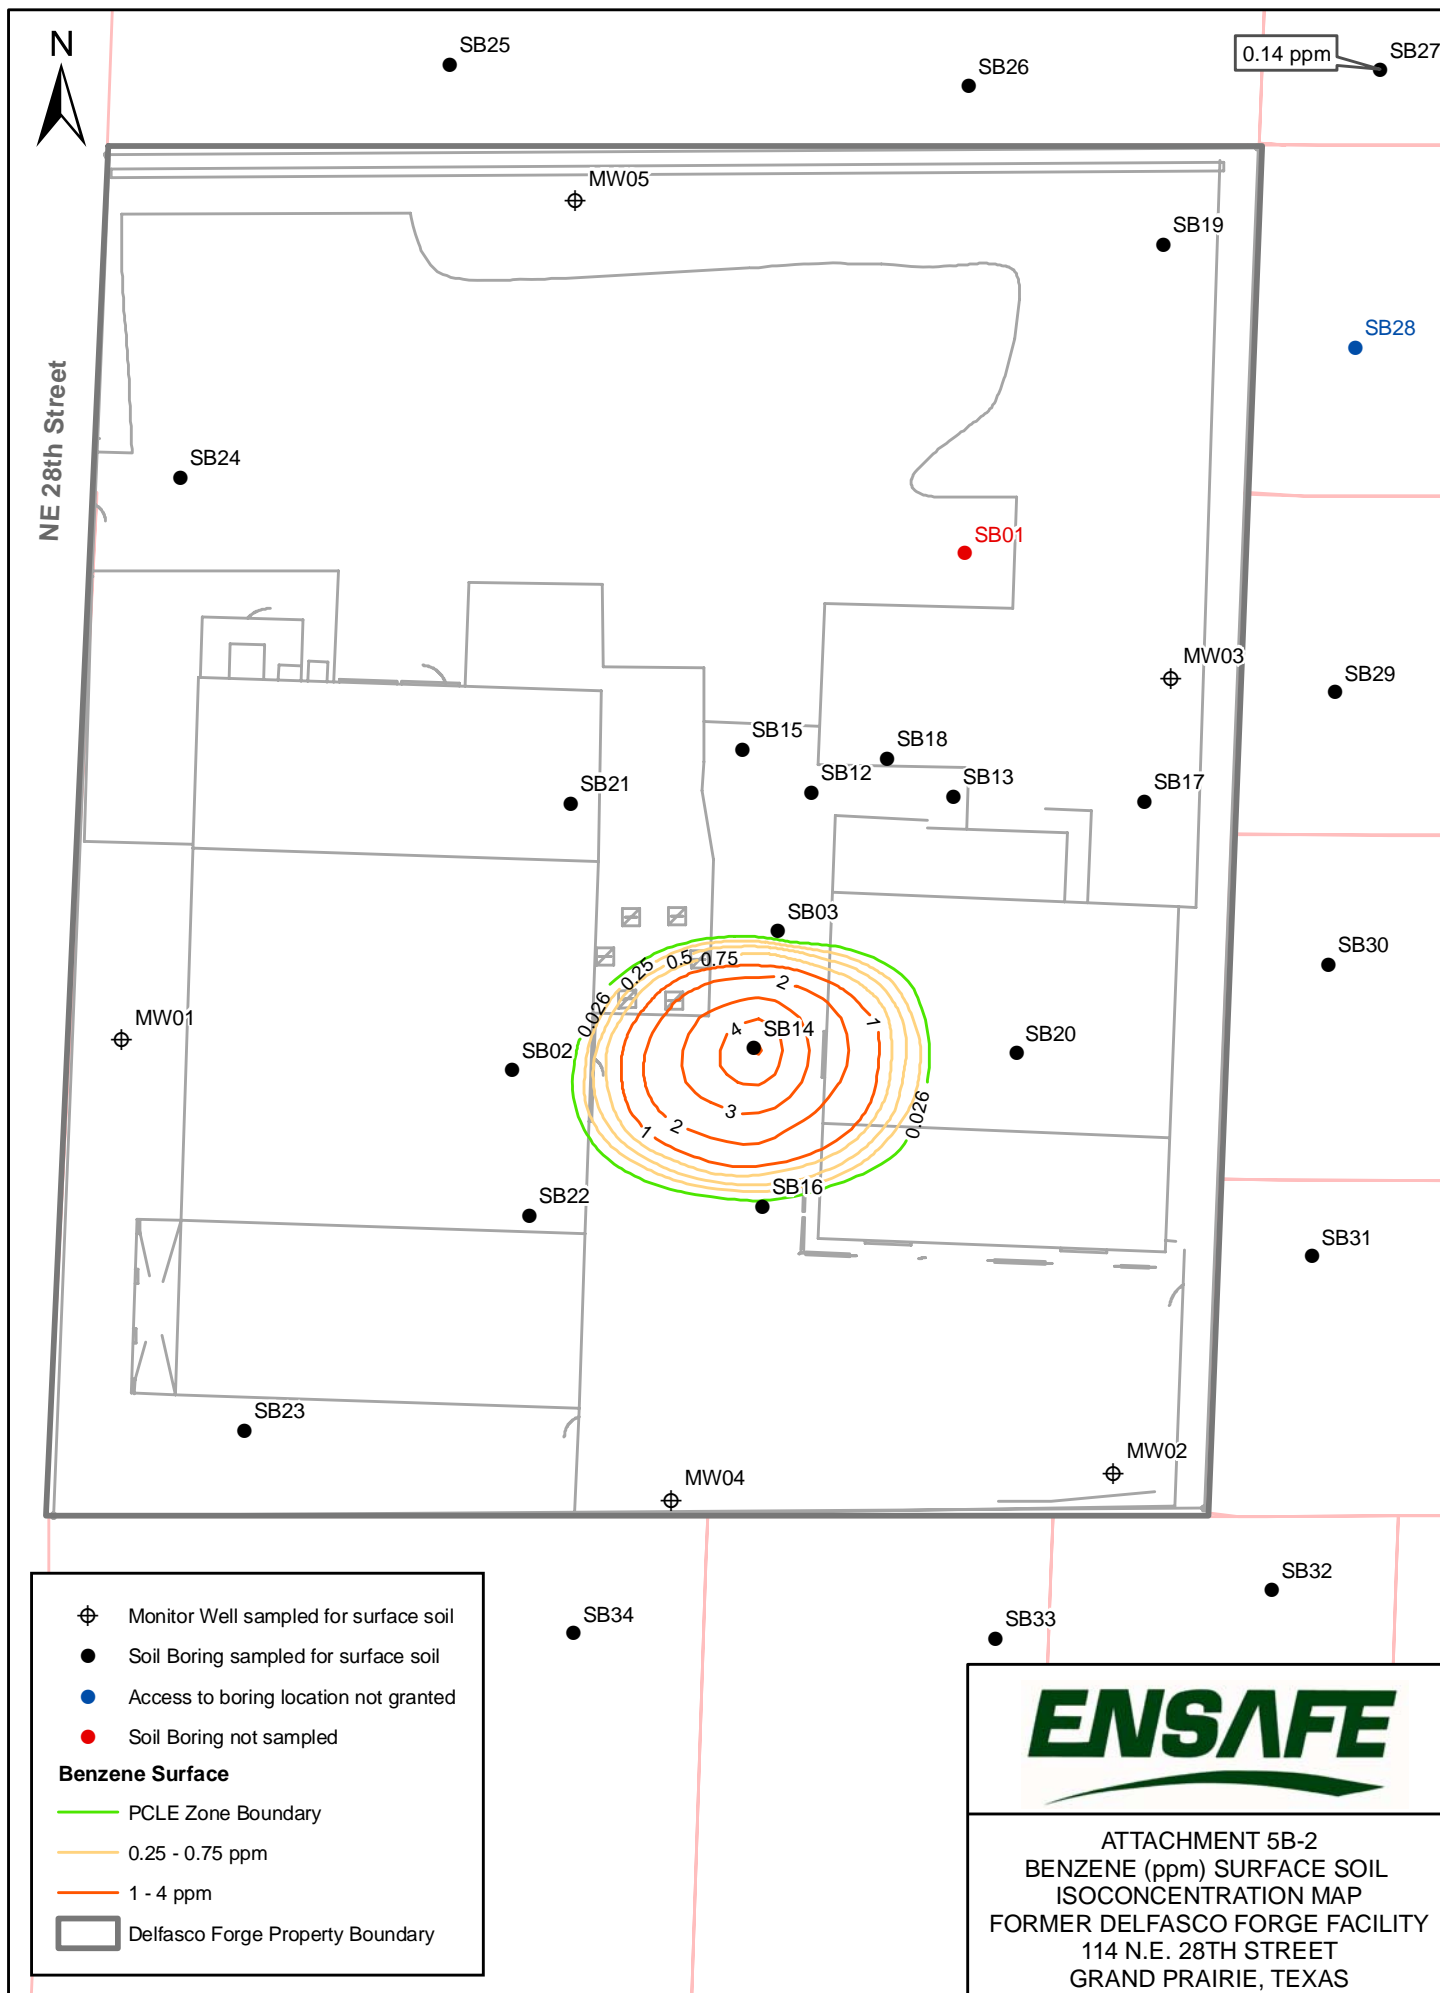 N
SB25
SB26
0.14 ppm
SB27
MW05
SB19
SB28
NE 28th Street
SB24
SB01
MW03
SB29
SB15
SB18
SB12
SB13
SB17
SB21
SB03
SB30
0.25
0.5
0.75
2
0.026
4
SB14
1
MW01
SB02
SB20
3
2
1
0.026
SB16
SB22
SB31
SB23
MW04
MW02
SB32
SB34
SB33
Monitor Well sampled for surface soil
Soil Boring sampled for surface soil
Access to boring location not granted
Soil Boring not sampled
Benzene Surface
PCLE Zone Boundary
0.25 - 0.75 ppm
1 - 4 ppm
Delfasco Forge Property Boundary
ENSAFE
ATTACHMENT 5B-2
BENZENE (ppm) SURFACE SOIL
ISOCONCENTRATION MAP
FORMER DELFASCO FORGE FACILITY
114 N.E. 28TH STREET
GRAND PRAIRIE, TEXAS